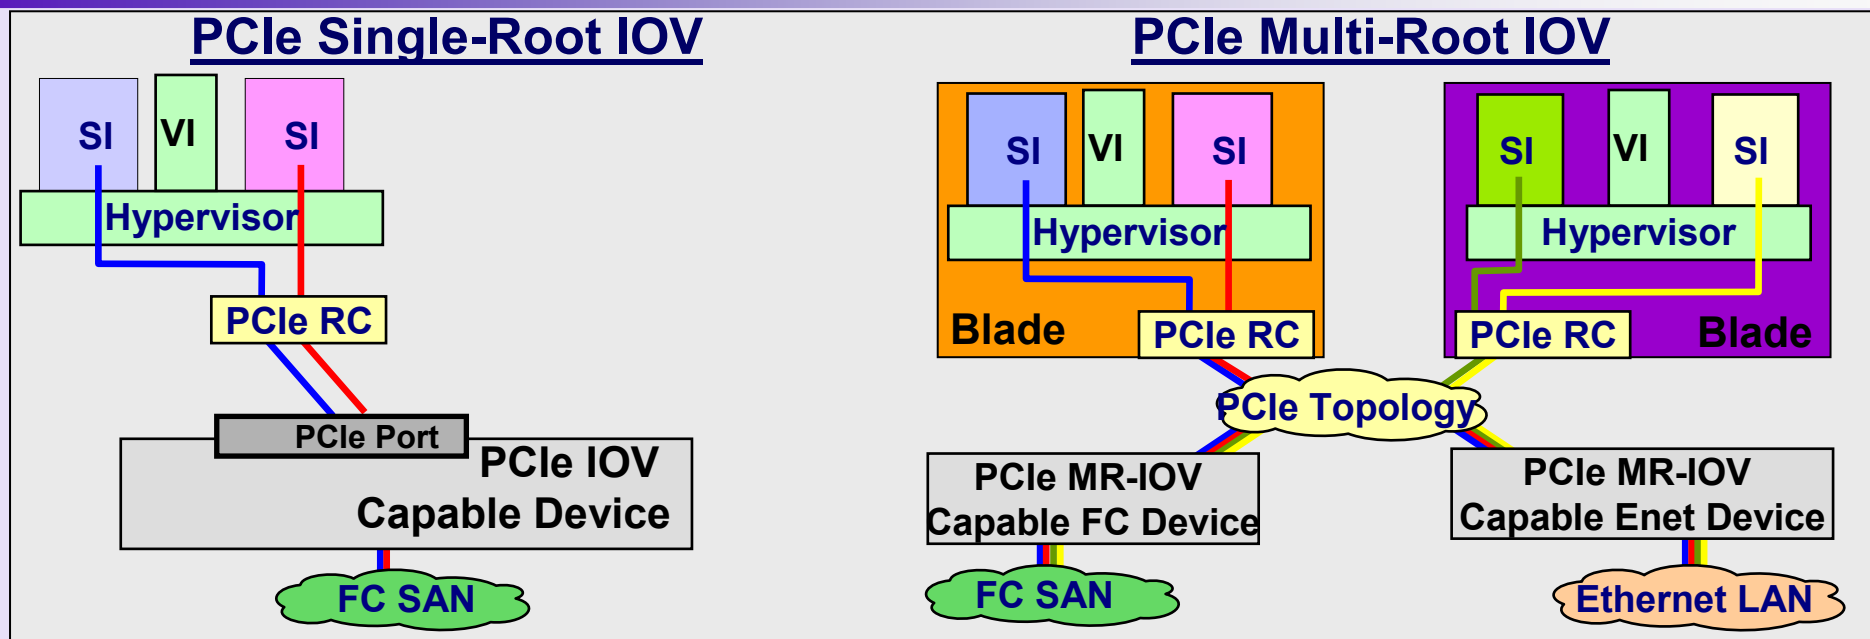 PCIe Single-Root IOV
SI
VI
SI
Hypervisor
PCIe RC
PCIe Port
PCIe IOV
Capable Device
FC SAN
PCIe Multi-Root IOV
SI
VI
SI
Hypervisor
Blade
PCIe RC
SI
VI
SI
Hypervisor
PCIe RC
Blade
PCIe Topology
PCIe MR-IOV
Capable FC Device
FC SAN
PCIe MR-IOV
Capable Enet Device
Ethernet LAN